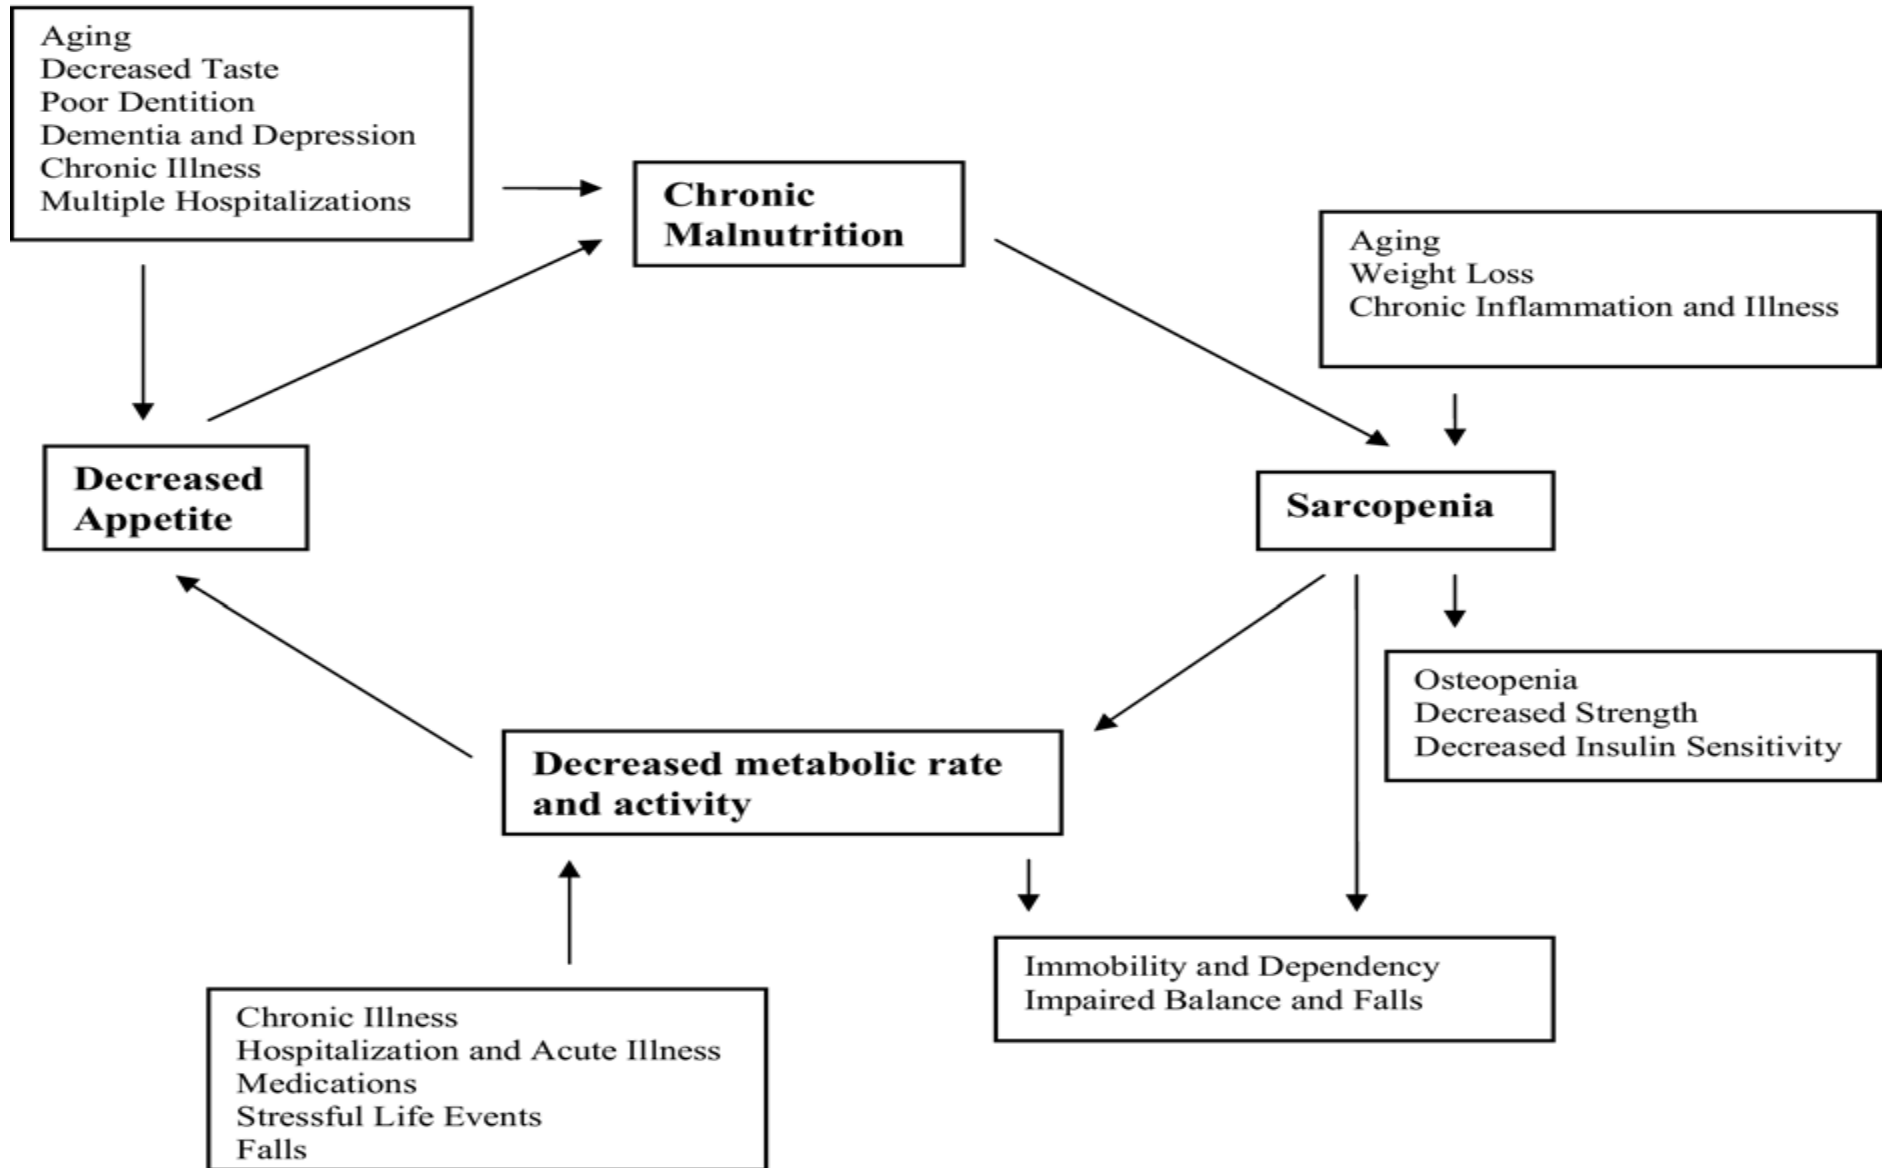 Aging
Decreased Taste
Poor Dentition
Dementia and Depression
Chronic Illness
Multiple Hospitalizations
Chronic
Malnutrition
Aging
Weight Loss
Chronic Inflammation and Illness
Decreased
Appetite
Sarcopenia
Osteopenia
Decreased Strength
Decreased Insulin Sensitivity
Decreased metabolic rate
and activity
Immobility and Dependency
Impaired Balance and Falls
Chronic Illness
Hospitalization and Acute Illness
Medications
Stressful Life Events
Falls